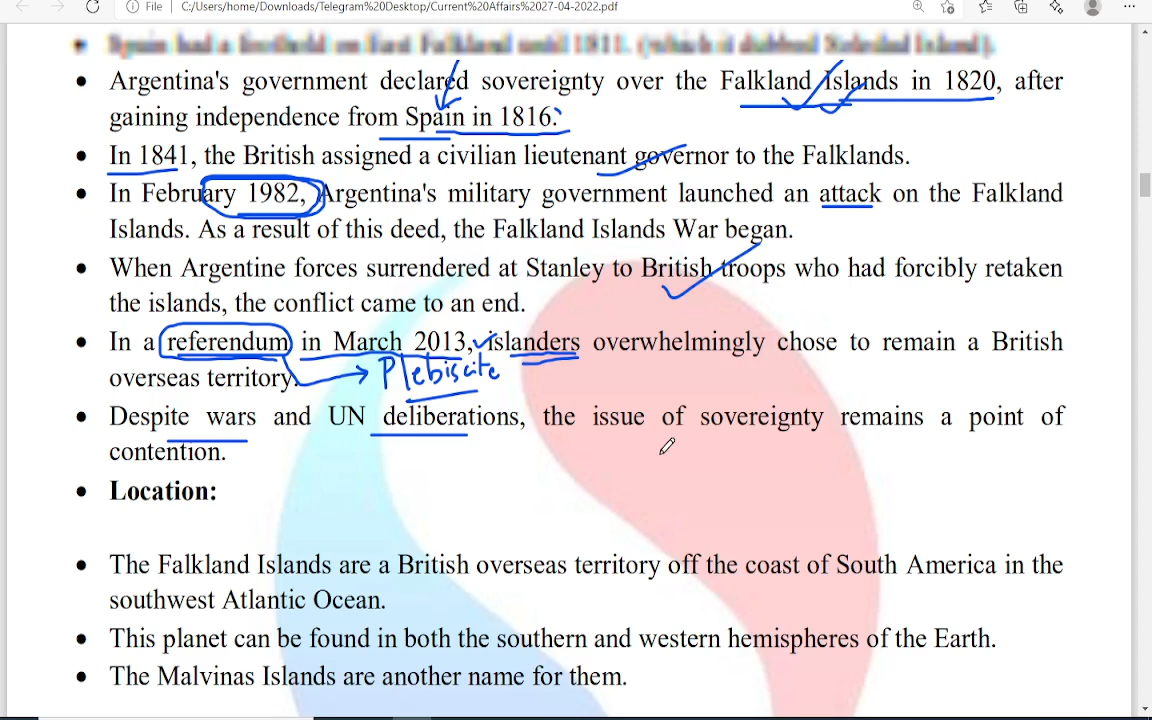 File | C:/Users/home/Downloads/Telegram%20Desktop/Current%20Affairs%2027-04-2022.pdf
• Argentina's government declared sovereignty over the Falkland Islands in 1820, after
gaining independence from Spain in 1816.
• In 1841, the British assigned a civilian lieutenant governor to the Falklands.
• In February 1982, Argentina's military government launched an attack on the Falkland
Islands. As a result of this deed, the Falkland Islands War began.
• When Argentine forces surrendered at Stanley to British troops who had forcibly retaken
the islands, the conflict came to an end.
• In a referendum in March 2013, islanders overwhelmingly chose to remain a British
overseas territory. Plebiscite
• Despite wars and UN deliberations, the issue of sovereignty remains a point of
contention.
• Location:
• The Falkland Islands are a British overseas territory off the coast of South America in the
southwest Atlantic Ocean.
• This planet can be found in both the southern and western hemispheres of the Earth.
• The Malvinas Islands are another name for them.